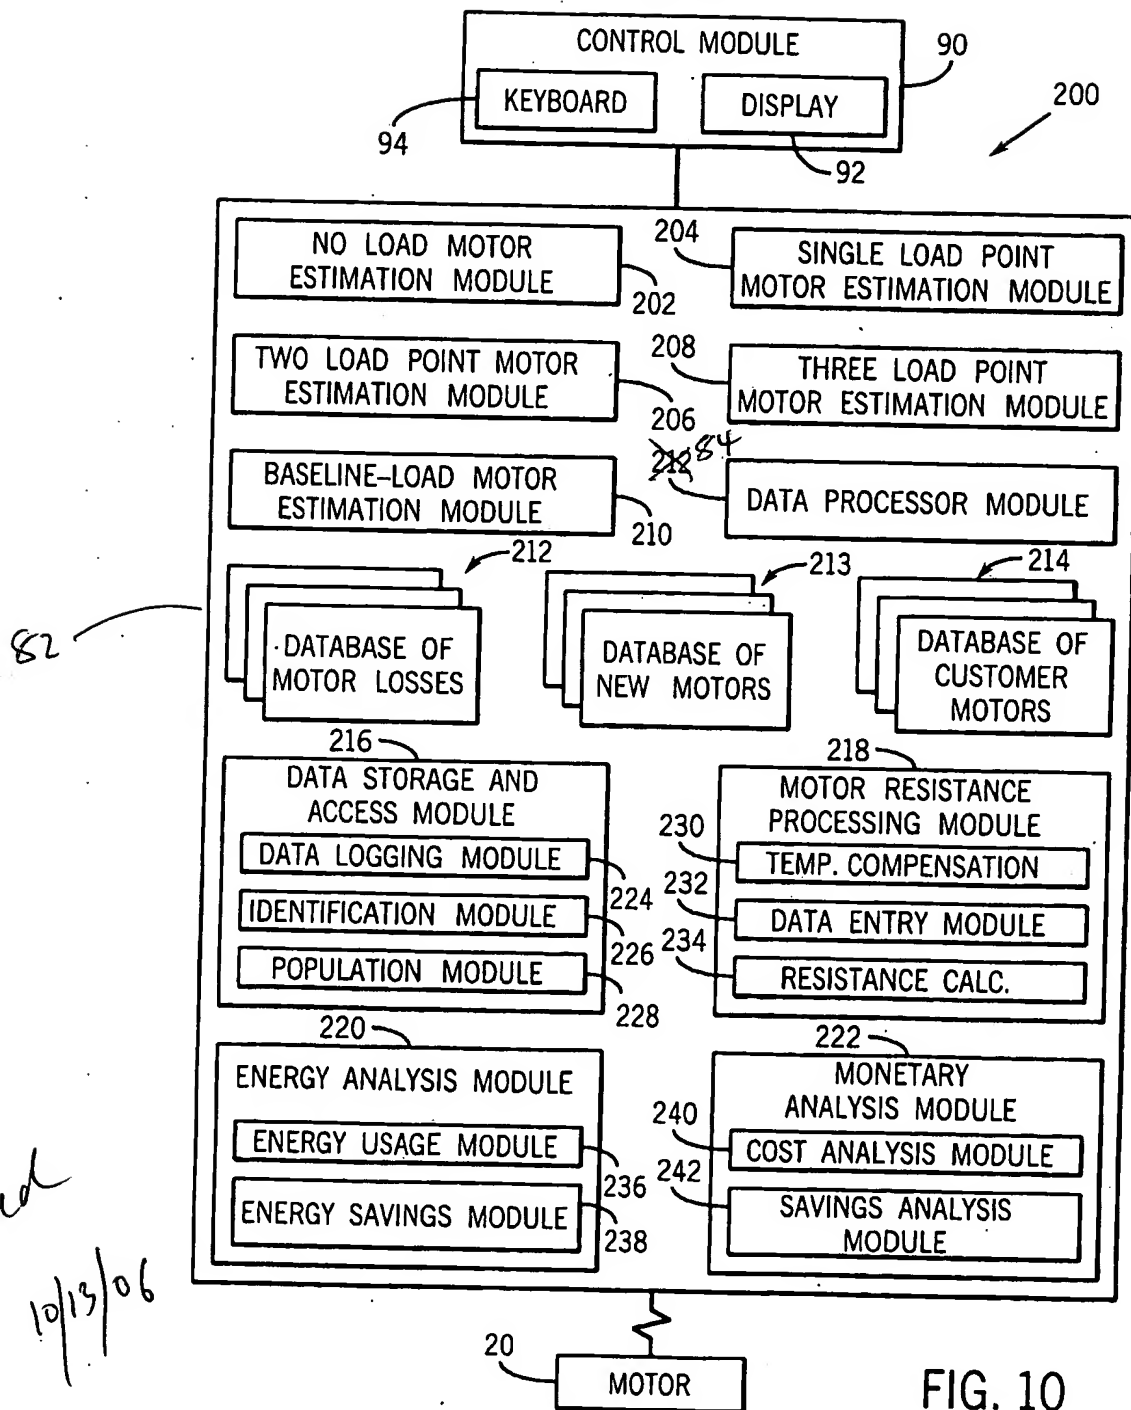 CONTROL MODULE
90
KEYBOARD
DISPLAY
94
92
200
NO LOAD MOTOR
ESTIMATION MODULE
202
204
SINGLE LOAD POINT
MOTOR ESTIMATION MODULE
TWO LOAD POINT MOTOR
ESTIMATION MODULE
206
208
THREE LOAD POINT
MOTOR ESTIMATION MODULE
BASELINE-LOAD MOTOR
ESTIMATION MODULE
210
84
DATA PROCESSOR MODULE
212
213
214
82
DATABASE OF
MOTOR LOSSES
DATABASE OF
NEW MOTORS
DATABASE OF
CUSTOMER
MOTORS
216
DATA STORAGE AND
ACCESS MODULE
DATA LOGGING MODULE
224
IDENTIFICATION MODULE
226
POPULATION MODULE
228
218
MOTOR RESISTANCE
PROCESSING MODULE
230
TEMP. COMPENSATION
232
DATA ENTRY MODULE
234
RESISTANCE CALC.
220
ENERGY ANALYSIS MODULE
ENERGY USAGE MODULE
236
ENERGY SAVINGS MODULE
238
222
MONETARY
ANALYSIS MODULE
240
COST ANALYSIS MODULE
242
SAVINGS ANALYSIS
MODULE
10/13/06
20
MOTOR
FIG. 10